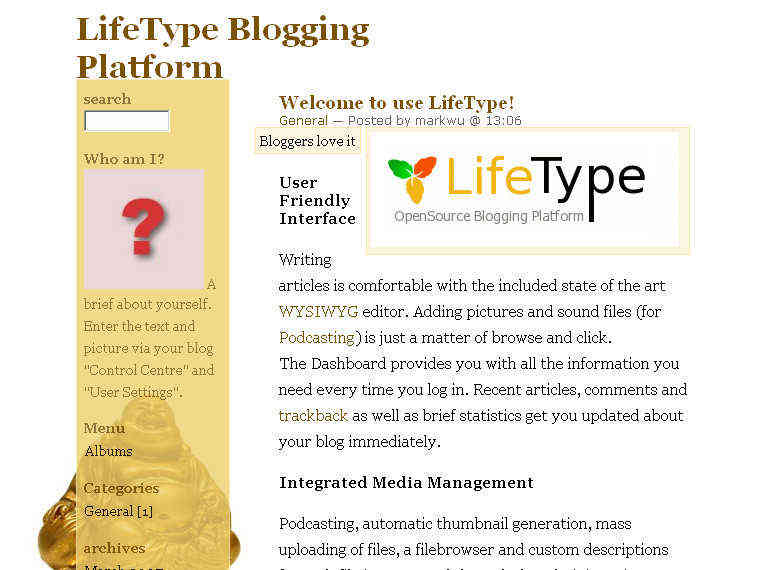 LifeType Blogging
Platform
search
Who am I?
?
A
brief about yourself.
Enter the text and
picture via your blog
"Control Centre" and
"User Settings".
Menu
Albums
Categories
General [1]
archives
Welcome to use LifeType!
General — Posted by markwu @ 13:06
Bloggers love it
LifeType
OpenSource Blogging Platform
User
Friendly
Interface
Writing
articles is comfortable with the included state of the art
WYSIWYG editor. Adding pictures and sound files (for
Podcasting) is just a matter of browse and click.
The Dashboard provides you with all the information you
need every time you log in. Recent articles, comments and
trackback as well as brief statistics get you updated about
your blog immediately.
Integrated Media Management
Podcasting, automatic thumbnail generation, mass
uploading of files, a filebrowser and custom descriptions